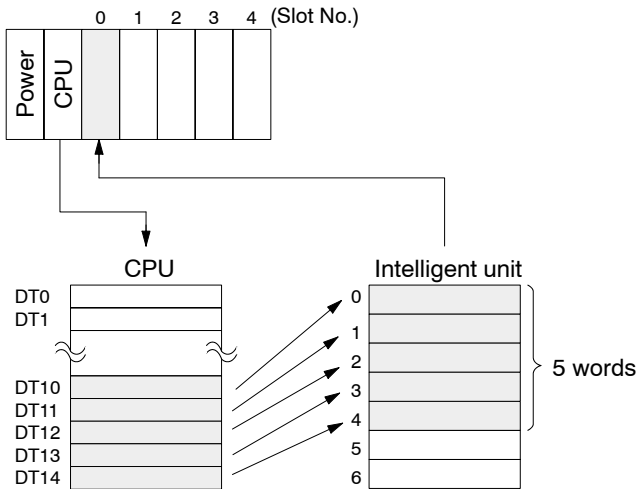 0 1 2 3 4 (Slot No.)
Power
CPU
CPU
Intelligent unit
DT0
DT1
DT10
DT11
DT12
DT13
DT14
0
1
2
3
4
5
6
5 words